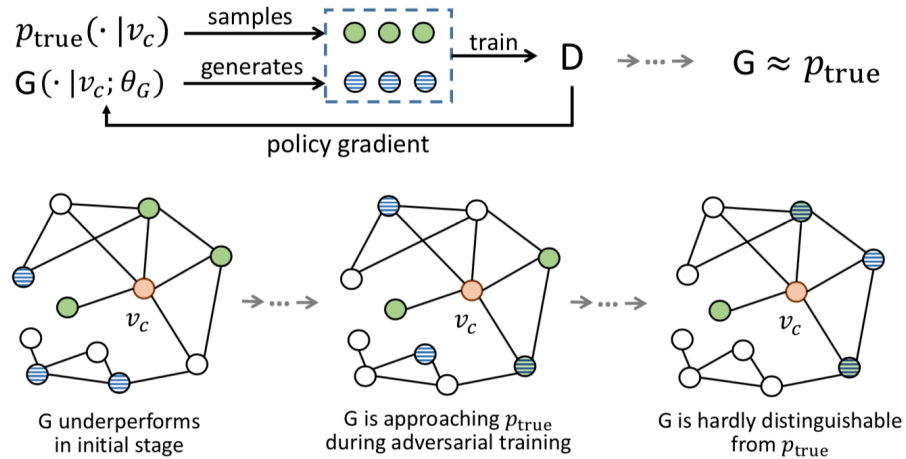 p_true(· |v_c)
samples
G(· |v_c; θ_G)
generates
train
D
...
G ≈ p_true
policy gradient
v_c
...
v_c
...
v_c
G underperforms
in initial stage
G is approaching p_true
during adversarial training
G is hardly distinguishable
from p_true